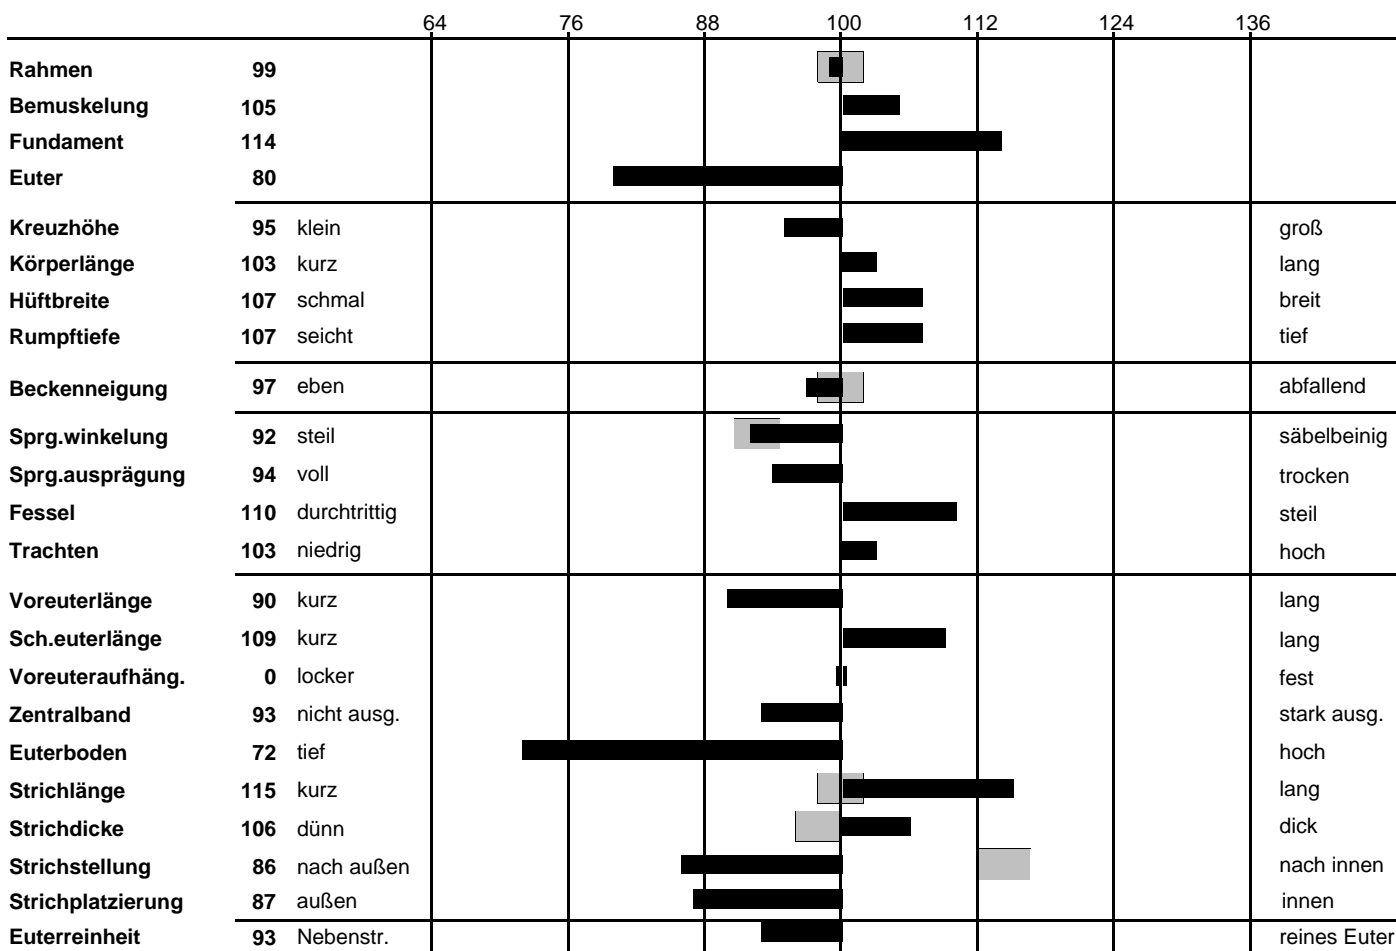 64 76 88 100 112 124 136
Rahmen 99
Bemuskelung 105
Fundament 114
Euter 80
Kreuzhöhe 95 klein groß
Körperlänge 103 kurz lang
Hüftbreite 107 schmal breit
Rumpftiefe 107 seicht tief
Beckenneigung 97 eben abfallend
Sprg.winkelung 92 steil säbelbeinig
Sprg.ausprägung 94 voll trocken
Fessel 110 durchtrittig steil
Trachten 103 niedrig hoch
Voreuterlänge 90 kurz lang
Sch.euterlänge 109 kurz lang
Voreuteraufhäng. 0 locker fest
Zentralband 93 nicht ausg. stark ausg.
Euterboden 72 tief hoch
Strichlänge 115 kurz lang
Strichdicke 106 dünn dick
Strichstellung 86 nach außen nach innen
Strichplatzierung 87 außen innen
Euterreinheit 93 Nebenstr. reines Euter